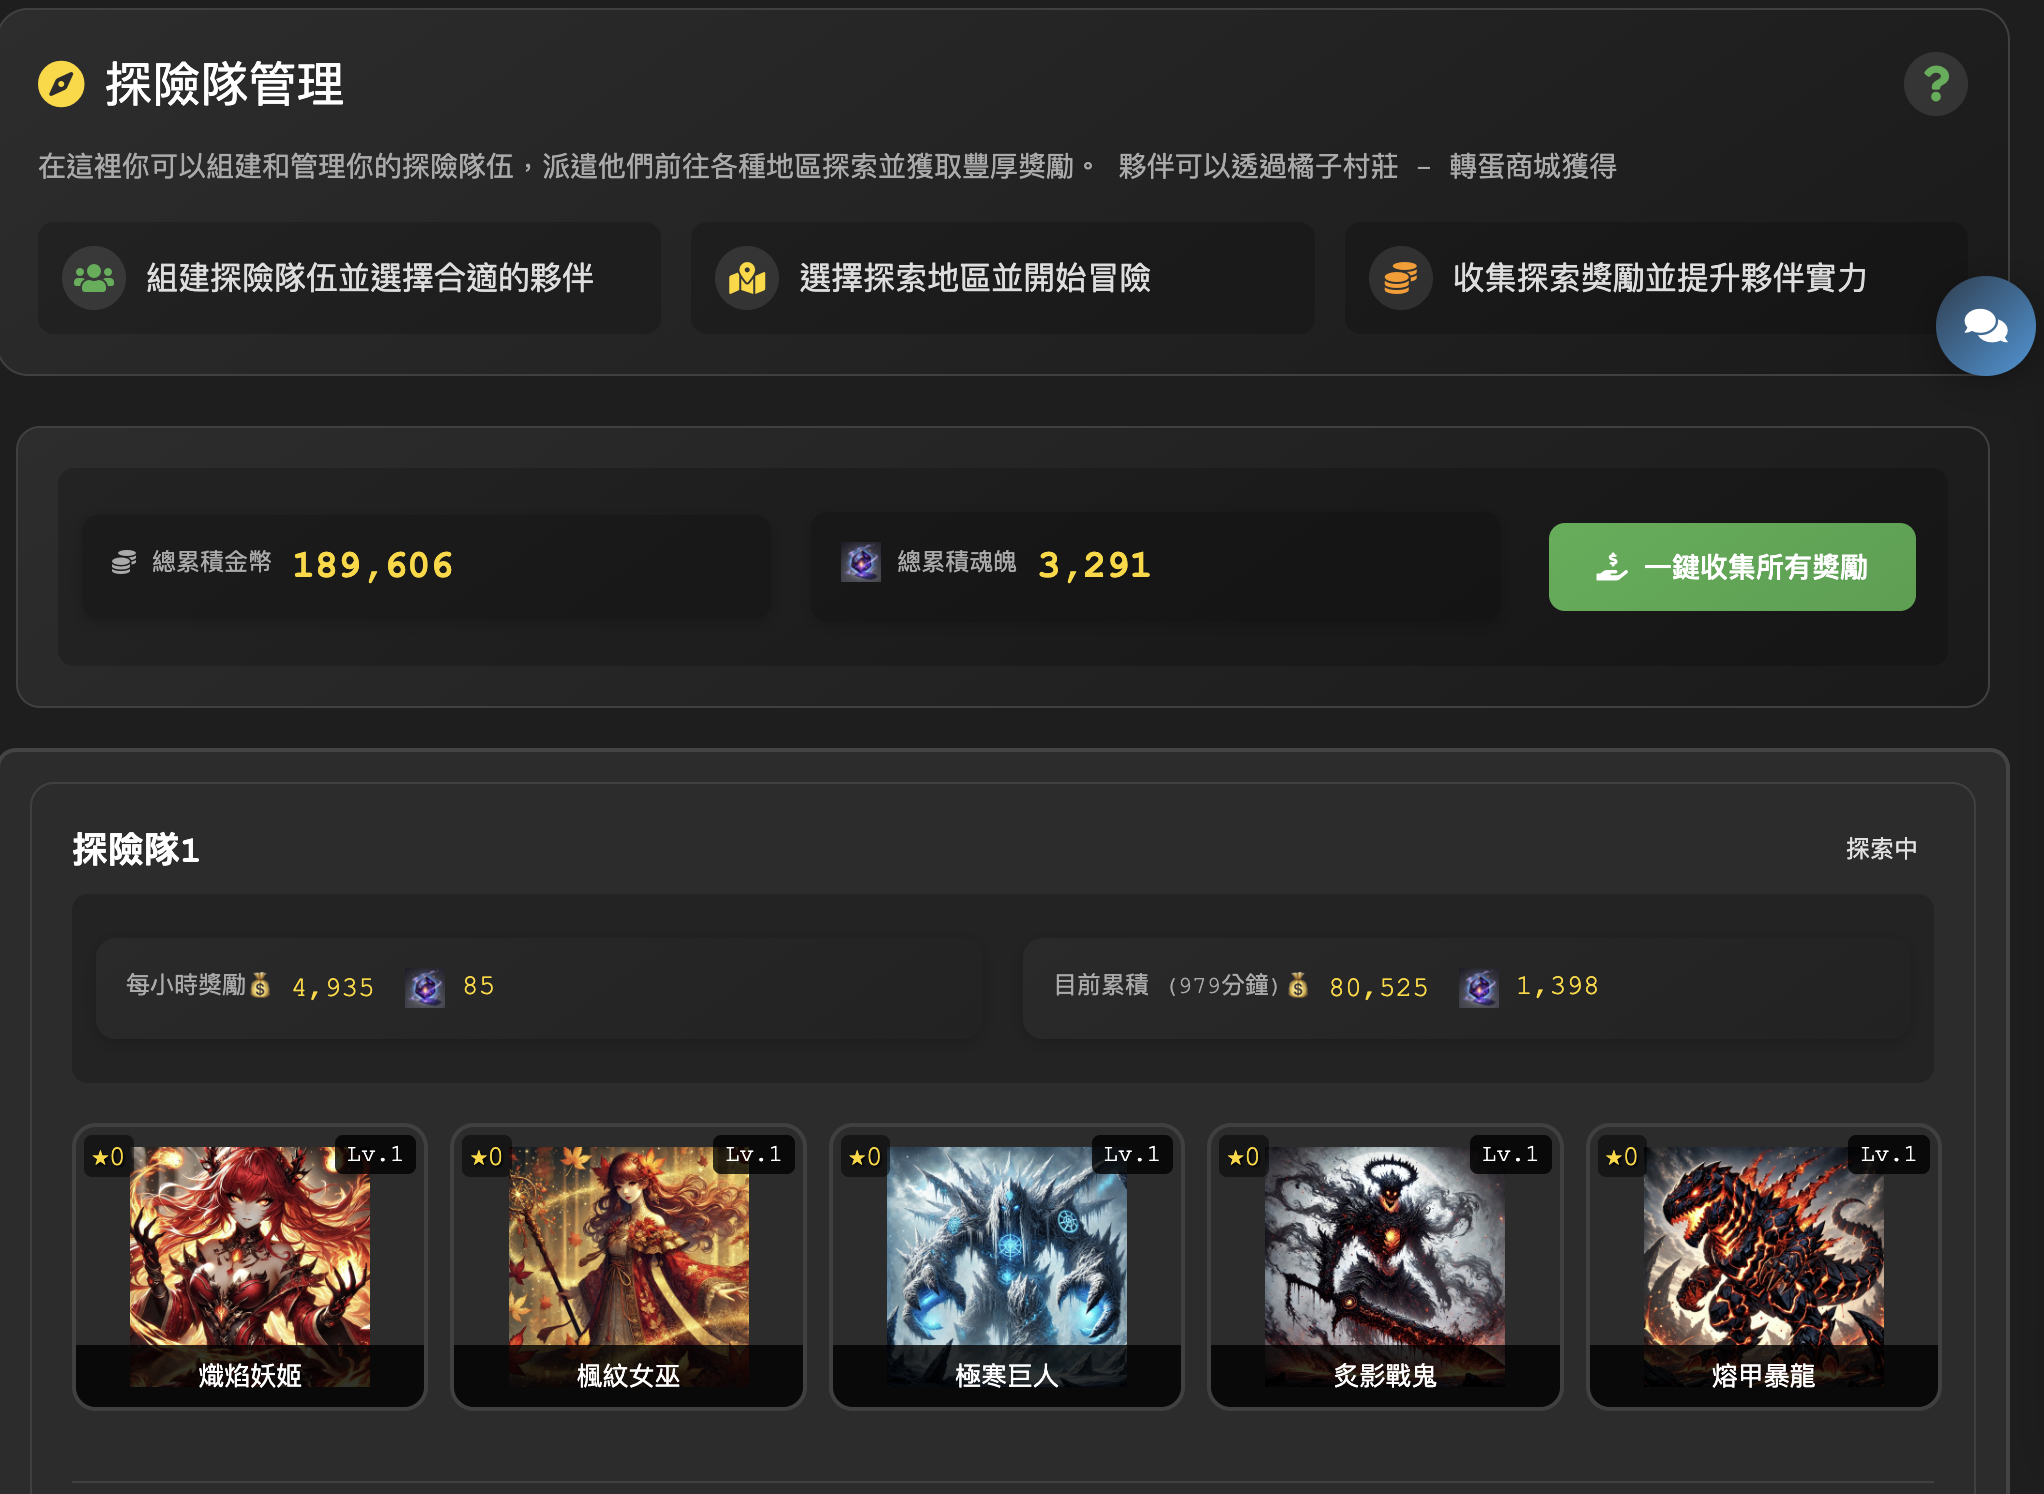 探險隊管理
在這裡你可以組建和管理你的探險隊伍，派遣他們前往各種地區探索並獲取豐厚獎勵。 夥伴可以透過橘子村莊 - 轉蛋商城獲得
組建探險隊伍並選擇合適的夥伴
選擇探索地區並開始冒險
收集探索獎勵並提升夥伴實力
總累積金幣 189,606
總累積魂魄 3,291
一鍵收集所有獎勵
探險隊1
探索中
每小時獎勵 4,935 85
目前累積 (979分鐘) 80,525 1,398
★0 Lv.1
熾焰妖姬
★0 Lv.1
楓紋女巫
★0 Lv.1
極寒巨人
★0 Lv.1
炙影戰鬼
★0 Lv.1
熔甲暴龍